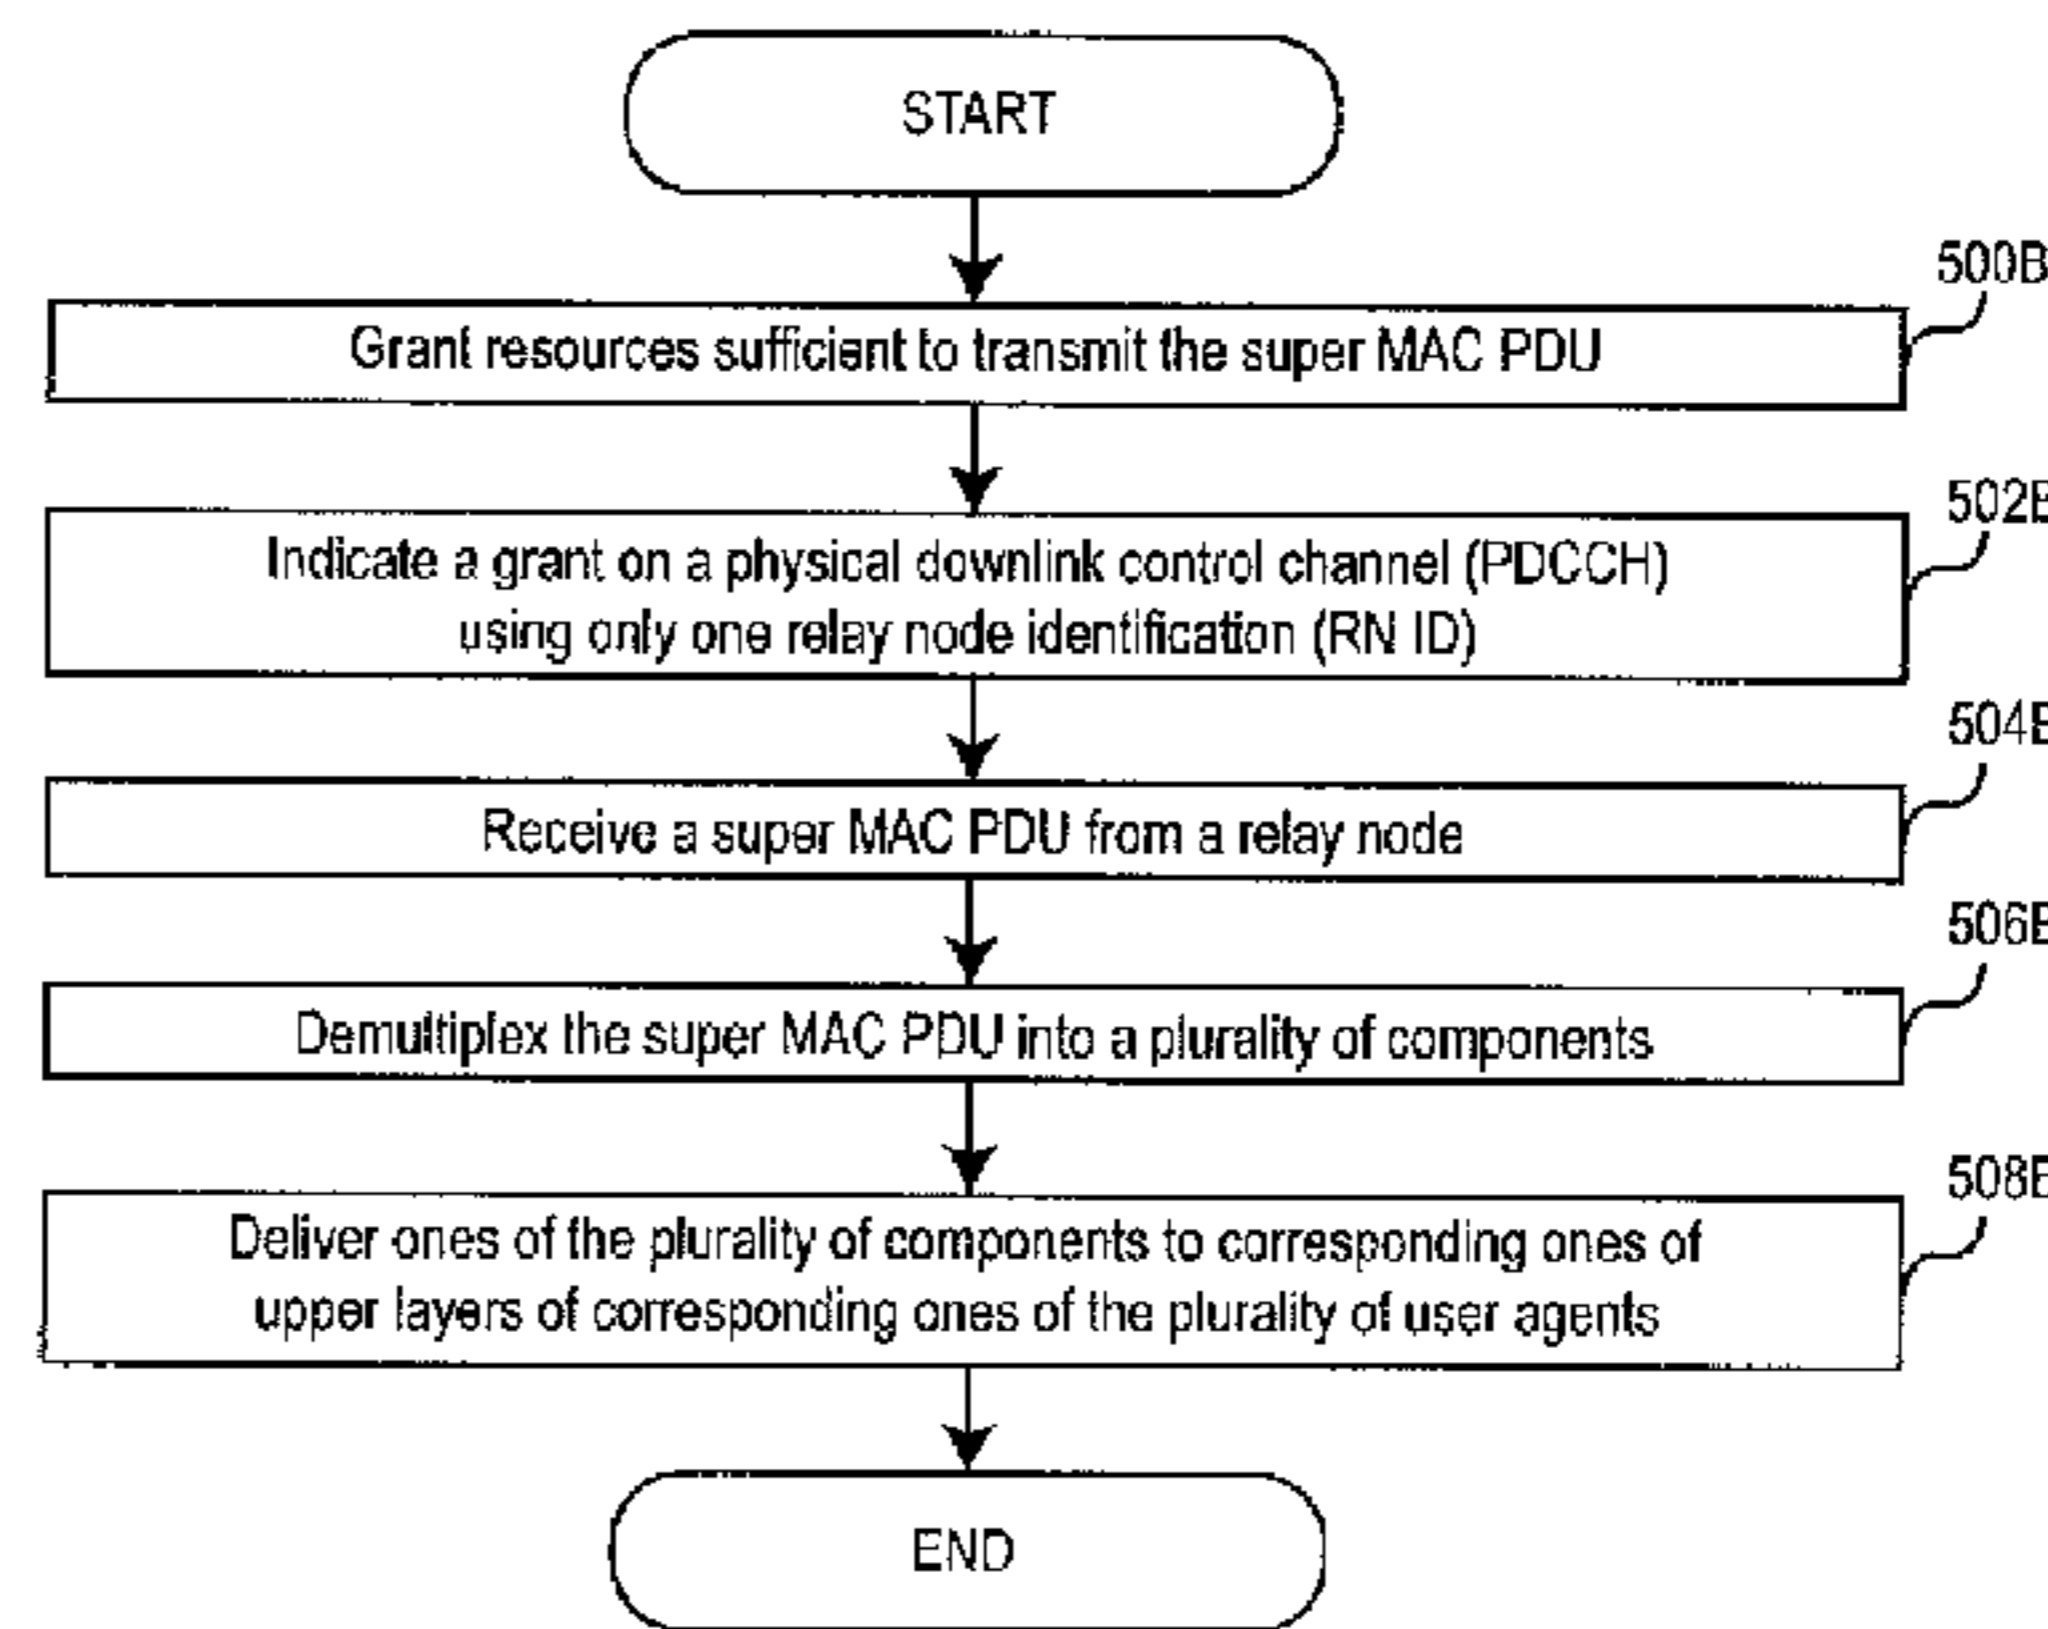 START
500B
Grant resources sufficient to transmit the super MAC PDU
502B
Indicate a grant on a physical downlink control channel (PDCCH)
using only one relay node identification (RN ID)
504B
Receive a super MAC PDU from a relay node
506B
Demultiplex the super MAC PDU into a plurality of components
508B
Deliver ones of the plurality of components to corresponding ones of
upper layers of corresponding ones of the plurality of user agents
END